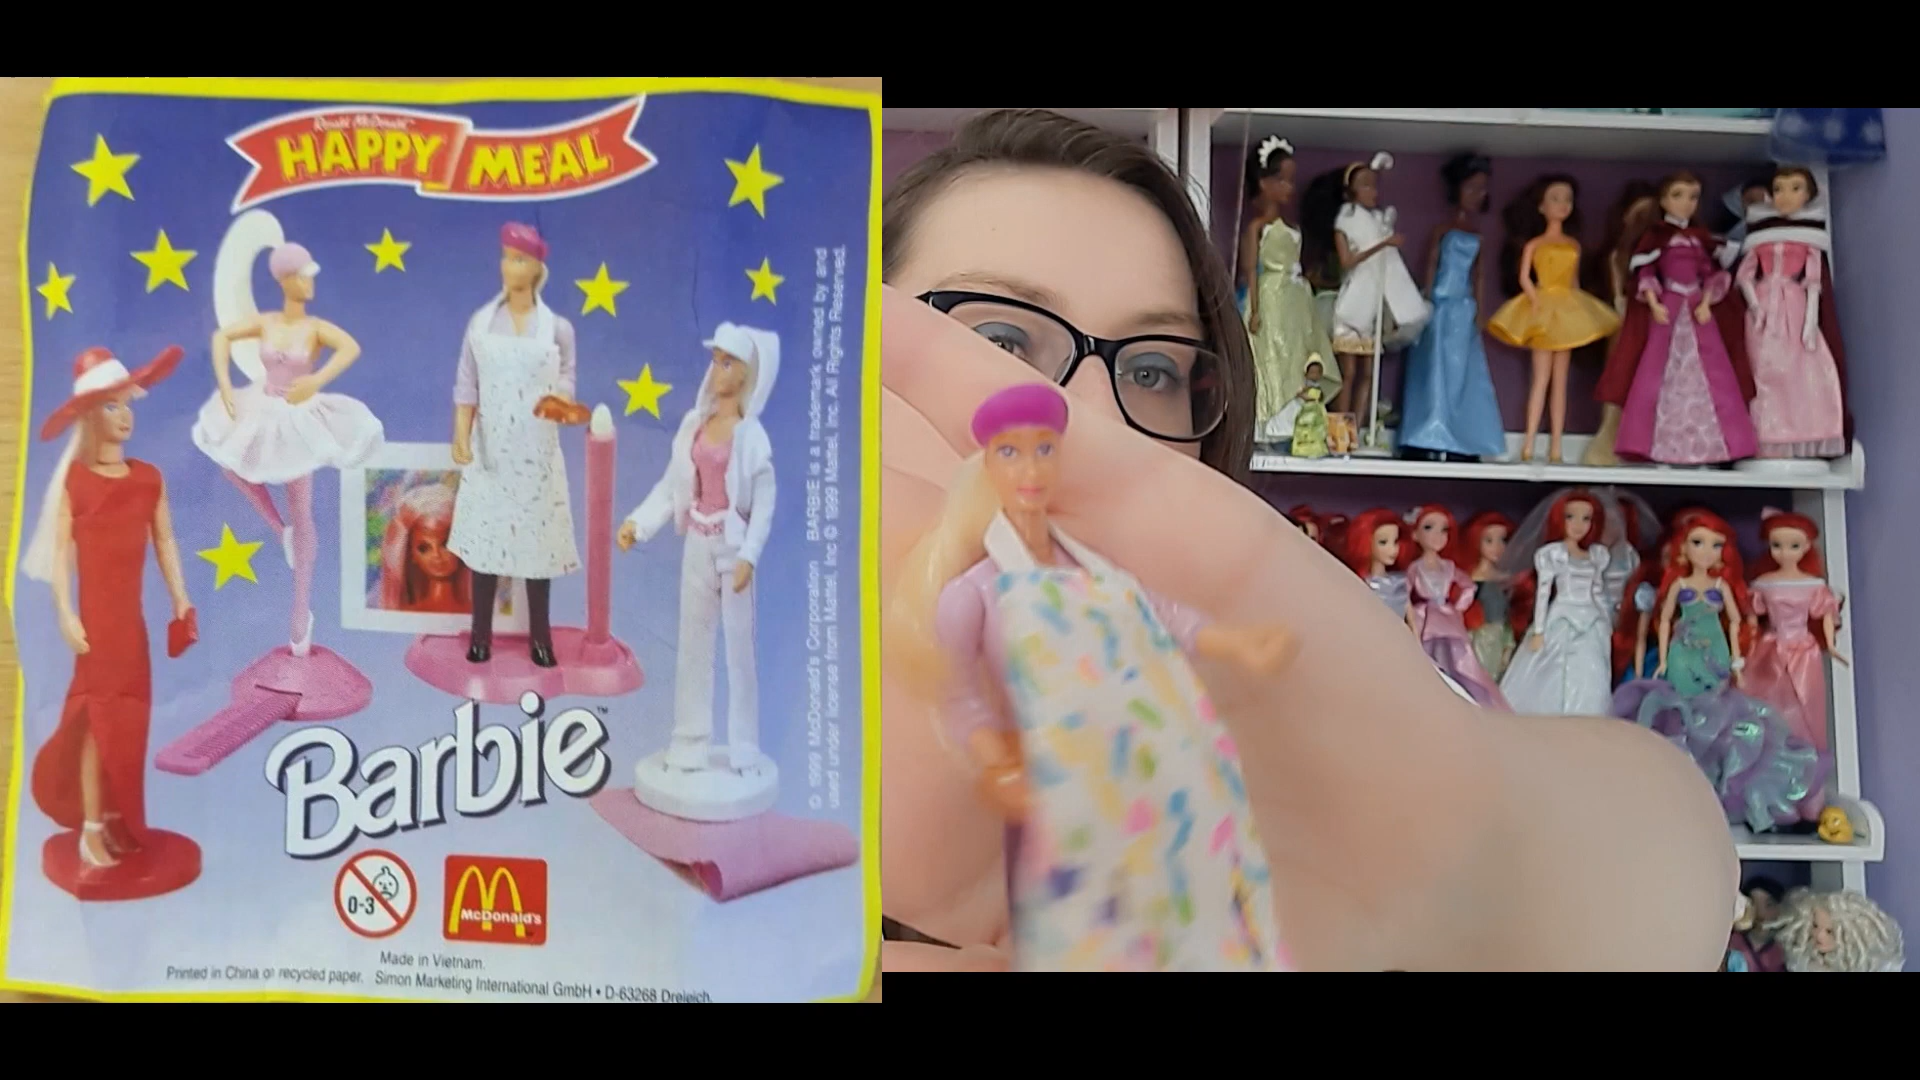 Ronald McDonald
HAPPY MEAL
© 1999 McDonald's Corporation BARBIE is a trademark owned by and
used under license from Mattel, Inc © 1999 Mattel, Inc. All Rights Reserved.
Barbie™
0-3
McDonald's
Made in Vietnam.
Printed in China on recycled paper. Simon Marketing International GmbH • D-63268 Dreieich.